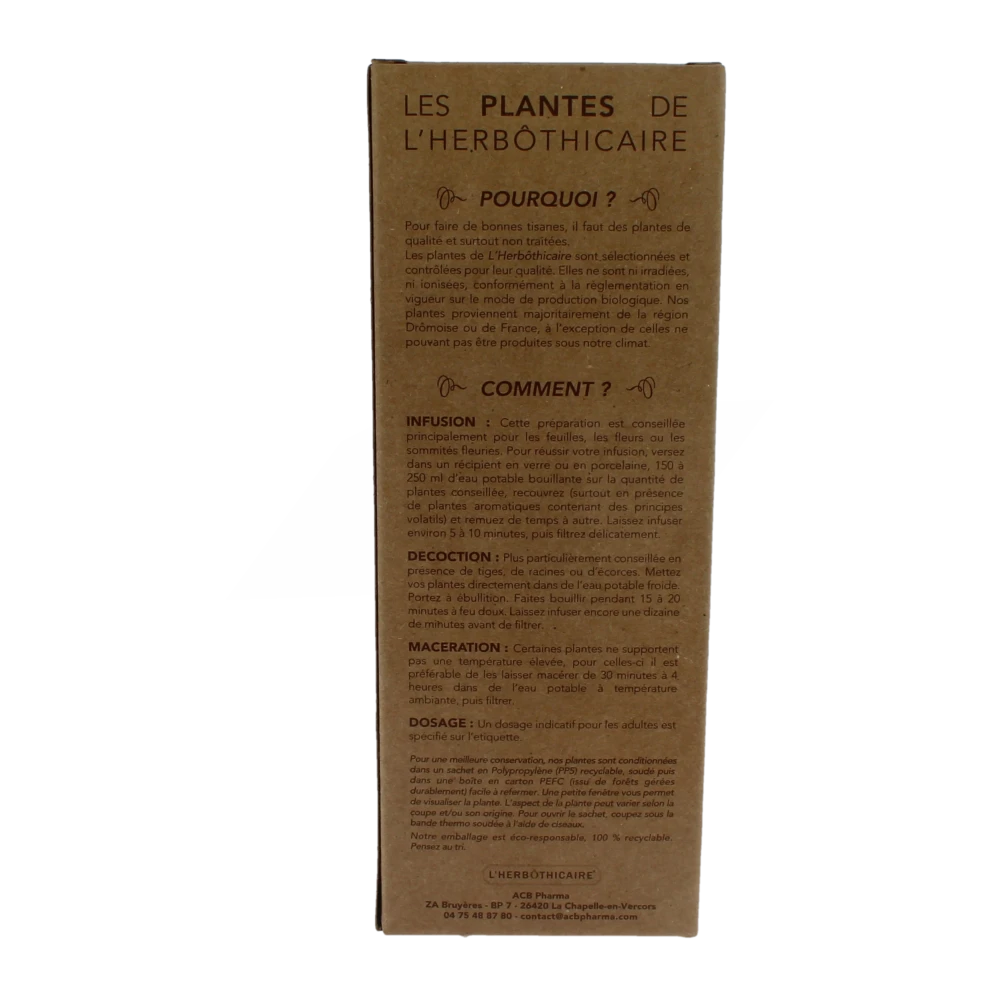 LES PLANTES DE
L'HERBÔTHICAIRE
POURQUOI ?
Pour faire de bonnes tisanes, il faut des plantes de
qualité et surtout non traitées.
Les plantes de L'Herbôthicaire sont sélectionnées et
contrôlées pour leur qualité. Elles ne sont ni irradiées,
ni ionisées, conformément à la réglementation en
vigueur sur le mode de production biologique. Nos
plantes proviennent majoritairement de la région
Drômoise ou de France, à l'exception de celles ne
pouvant pas être produites sous notre climat.
COMMENT ?
INFUSION : Cette préparation est conseillée
principalement pour les feuilles, les fleurs ou les
sommités fleuries. Pour réussir votre infusion, versez
dans un récipient en verre ou en porcelaine, 150 à
250 ml d'eau potable bouillante sur la quantité de
plantes conseillée, recouvrez (surtout en présence
de plantes aromatiques contenant des principes
volatils) et remuez de temps à autre. Laissez infuser
environ 5 à 10 minutes, puis filtrez délicatement.
DECOCTION : Plus particulièrement conseillée en
présence de tiges, de racines ou d'écorces. Mettez
vos plantes directement dans de l'eau potable froide.
Portez à ébullition. Faites bouillir pendant 15 à 20
minutes à feu doux. Laissez infuser encore une dizaine
de minutes avant de filtrer.
MACERATION : Certaines plantes ne supportent
pas une température élevée, pour celles-ci il est
préférable de les laisser macérer de 30 minutes à 4
heures dans de l'eau potable à température
ambiante, puis filtrer.
DOSAGE : Un dosage indicatif pour les adultes est
spécifié sur l'étiquette.
Pour une meilleure conservation, nos plantes sont conditionnées
dans un sachet en Polypropylène (PP5) recyclable, soudé puis
dans une boîte en carton PEFC (issu de forêts gérées
durablement) facile à refermer. Une petite fenêtre vous permet
de visualiser la plante. L'aspect de la plante peut varier selon la
coupe et/ou son origine. Pour ouvrir le sachet, coupez sous la
bande thermo soudée à l'aide de ciseaux.
Notre emballage est éco-responsable, 100 % recyclable.
Pensez au tri.
L'HERBÔTHICAIRE
ACB Pharma
ZA Bruyères - BP 7 - 26420 La Chapelle-en-Vercors
04 75 48 87 80 - contact@acbpharma.com